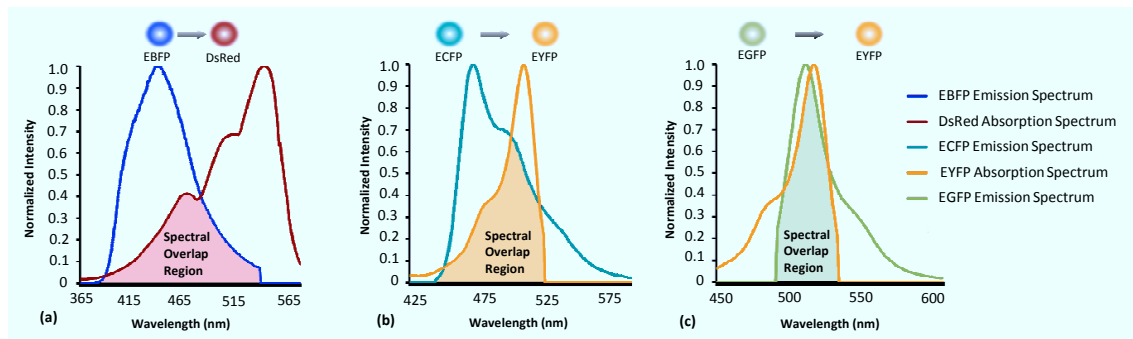 EBFP DsRed
1.0
0.9
0.8
0.7
0.6
0.5
0.4
0.3
0.2
0.1
0
Normalized Intensity
Spectral
Overlap
Region
365 415 465 515 565
(a) Wavelength (nm)
ECFP EYFP
1.0
0.9
0.8
0.7
0.6
0.5
0.4
0.3
0.2
0.1
0
Normalized Intensity
Spectral
Overlap
Region
425 475 525 575
(b) Wavelength (nm)
EGFP EYFP
1.0
0.9
0.8
0.7
0.6
0.5
0.4
0.3
0.2
0.1
0
Normalized Intensity
Spectral
Overlap
Region
450 500 550 600
(c) Wavelength (nm)
EBFP Emission Spectrum
DsRed Absorption Spectrum
ECFP Emission Spectrum
EYFP Absorption Spectrum
EGFP Emission Spectrum